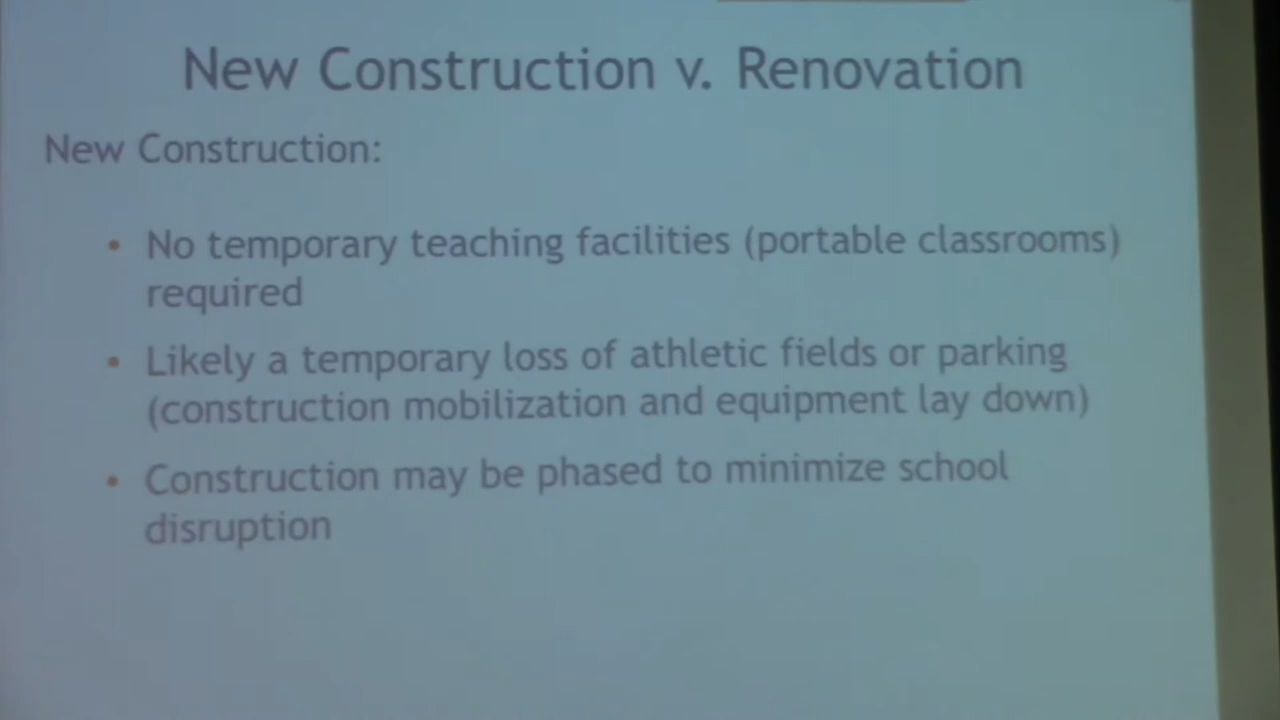 New Construction v. Renovation
New Construction:
• No temporary teaching facilities (portable classrooms)
required
• Likely a temporary loss of athletic fields or parking
(construction mobilization and equipment lay down)
• Construction may be phased to minimize school
disruption